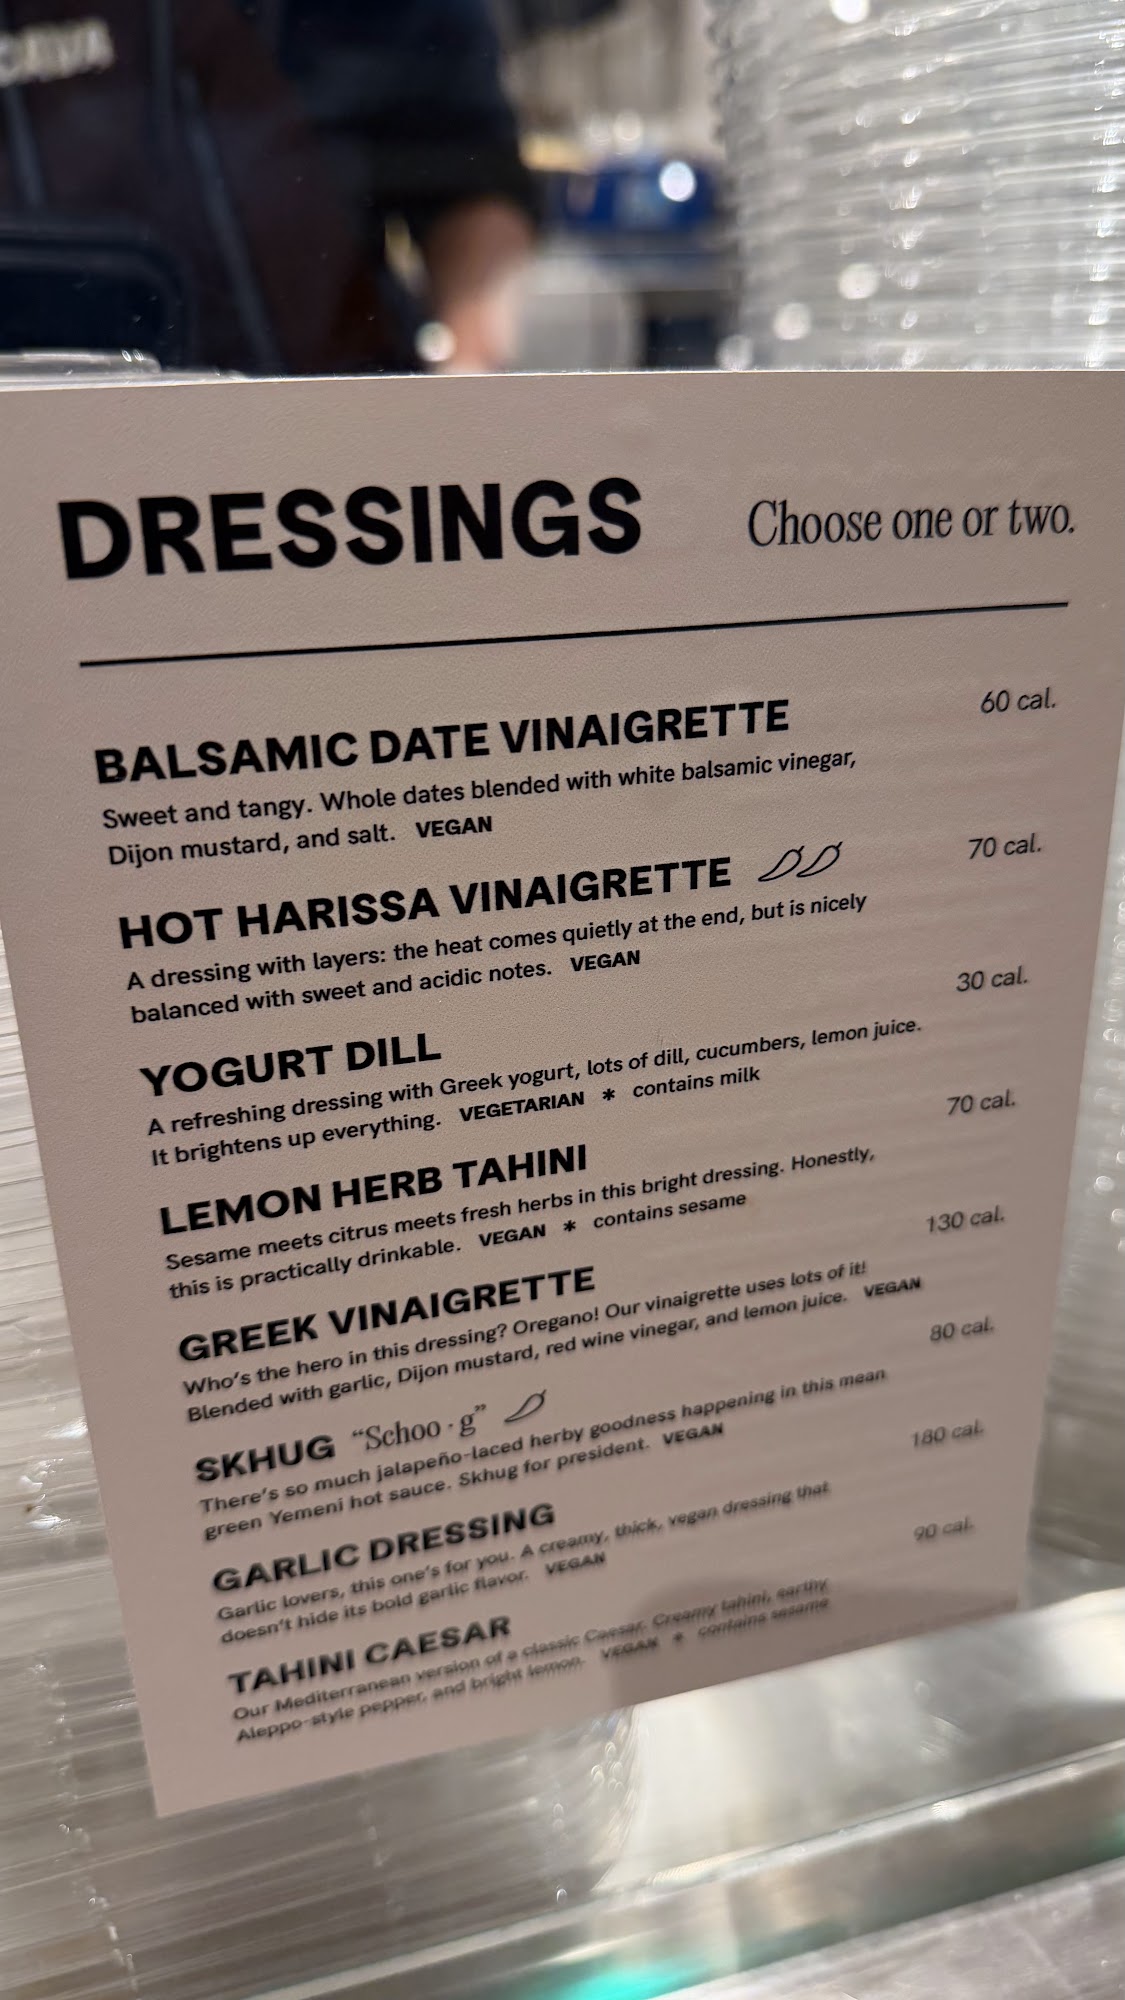 CAVA
DRESSINGS
Choose one or two.
BALSAMIC DATE VINAIGRETTE 60 cal.
Sweet and tangy. Whole dates blended with white balsamic vinegar,
Dijon mustard, and salt. VEGAN
HOT HARISSA VINAIGRETTE 70 cal.
A dressing with layers: the heat comes quietly at the end, but is nicely
balanced with sweet and acidic notes. VEGAN
YOGURT DILL 30 cal.
A refreshing dressing with Greek yogurt, lots of dill, cucumbers, lemon juice.
It brightens up everything. VEGETARIAN * contains milk
LEMON HERB TAHINI 70 cal.
Sesame meets citrus meets fresh herbs in this bright dressing. Honestly,
this is practically drinkable. VEGAN * contains sesame
GREEK VINAIGRETTE 130 cal.
Who's the hero in this dressing? Oregano! Our vinaigrette uses lots of it!
Blended with garlic, Dijon mustard, red wine vinegar, and lemon juice. VEGAN
SKHUG "Schoo · g" 80 cal.
There's so much jalapeño-laced herby goodness happening in this mean
green Yemeni hot sauce. Skhug for president. VEGAN
GARLIC DRESSING 180 cal.
Garlic lovers, this one's for you. A creamy, thick, vegan dressing that
doesn't hide its bold garlic flavor. VEGAN
TAHINI CAESAR 90 cal.
Our Mediterranean version of a classic Caesar. Creamy tahini, earthy
Aleppo-style pepper, and bright lemon. VEGAN * contains sesame